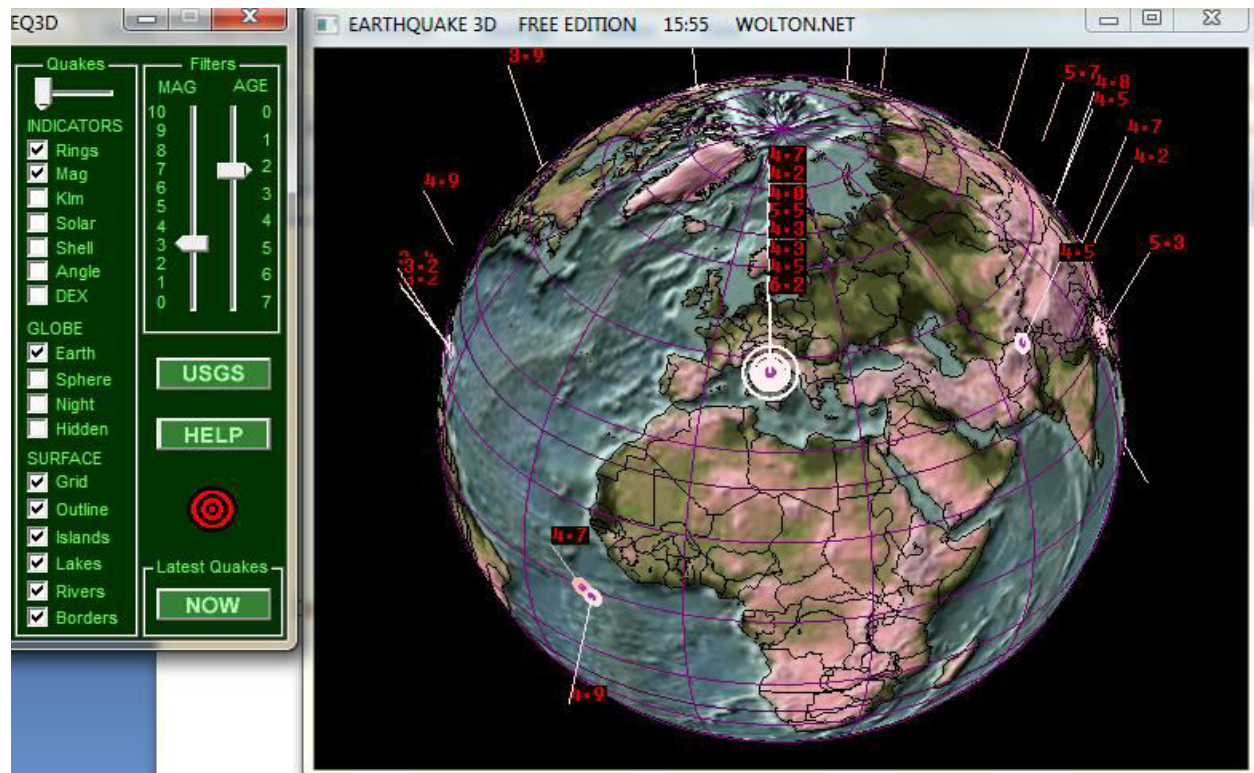 EQ3D
Quakes
INDICATORS
Rings
Mag
Klm
Solar
Shell
Angle
DEX
GLOBE
Earth
Sphere
Night
Hidden
SURFACE
Grid
Outline
Islands
Lakes
Rivers
Borders
Filters
MAG AGE
10
9
8
7
6
5
4
3
2
1
0
0
1
2
3
4
5
6
7
USGS
HELP
Latest Quakes
NOW
EARTHQUAKE 3D FREE EDITION 15:55 WOLTON.NET
3.9
5.7
4.8
4.5
4.7
4.2
4.7
4.2
4.0
5.5
4.3
4.3
4.5
6.2
4.9
4.5
5.3
3.2
4.7
4.9